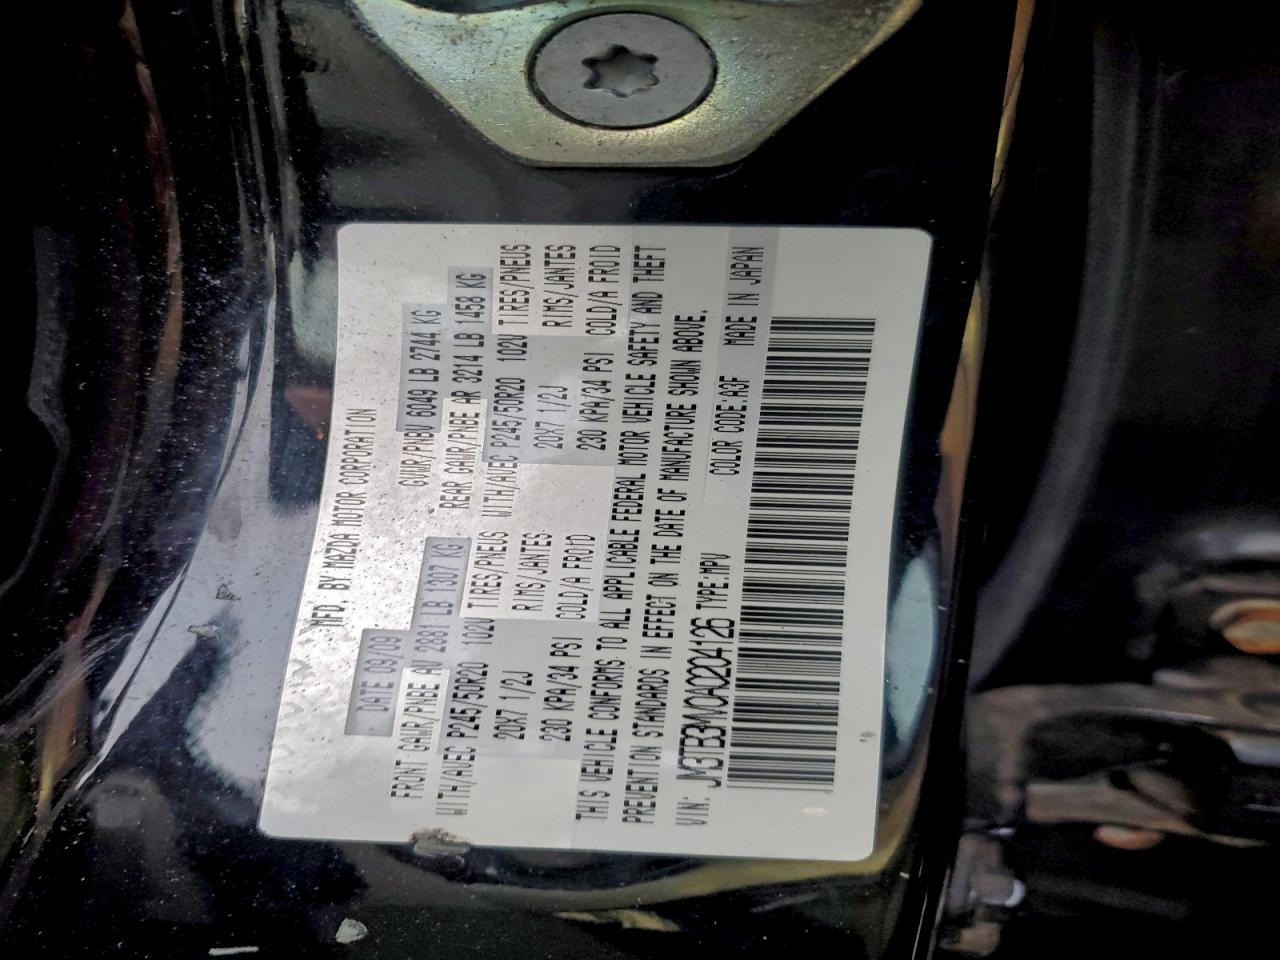 MFD. BY MAZDA MOTOR CORPORATION
DATE 09/09 GVWR/PNBV 6049 LB 2744 KG
FRONT GAWR/PNBE AV 2881 LB 1307 KG REAR GAWR/PNBE AR 3214 LB 1458 KG
WITH/AVEC P245/50R20 102V TIRES/PNEUS WITH/AVEC P245/50R20 102V TIRES/PNEUS
20X7 1/2J RIMS/JANTES 20X7 1/2J RIMS/JANTES
230 KPA/34 PSI COLD/A FROID 230 KPA/34 PSI COLD/A FROID
THIS VEHICLE CONFORMS TO ALL APPLICABLE FEDERAL MOTOR VEHICLE SAFETY AND THEFT
PREVENTION STANDARDS IN EFFECT ON THE DATE OF MANUFACTURE SHOWN ABOVE.
VIN: JM3TB3MV0A0204126 TYPE:MPV COLOR CODE:A3F MADE IN JAPAN
16